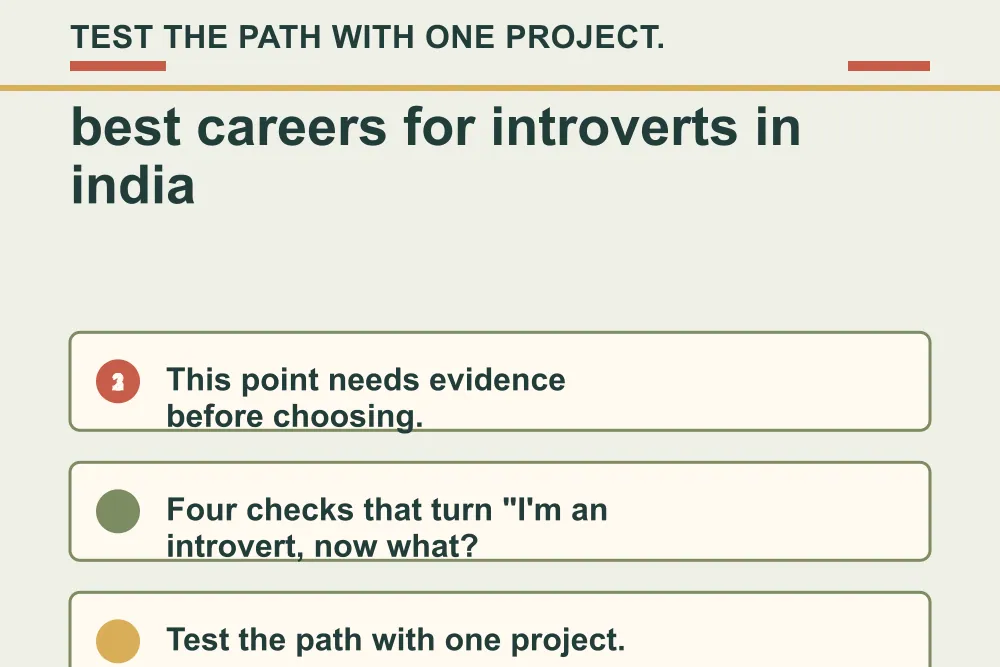 TEST THE PATH WITH ONE PROJECT.
best careers for introverts in
india
This point needs evidence
before choosing.
Four checks that turn "I'm an
introvert, now what?
Test the path with one project.